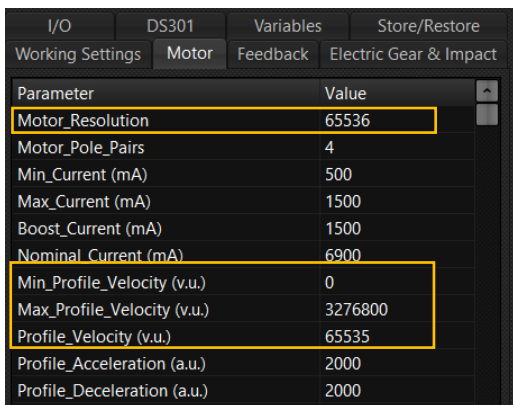 I/O DS301 Variables Store/Restore
Working Settings Motor Feedback Electric Gear & Impact
Parameter Value
Motor_Resolution 65536
Motor_Pole_Pairs 4
Min_Current (mA) 500
Max_Current (mA) 1500
Boost_Current (mA) 1500
Nominal_Current (mA) 6900
Min_Profile_Velocity (v.u.) 0
Max_Profile_Velocity (v.u.) 3276800
Profile_Velocity (v.u.) 65535
Profile_Acceleration (a.u.) 2000
Profile_Deceleration (a.u.) 2000